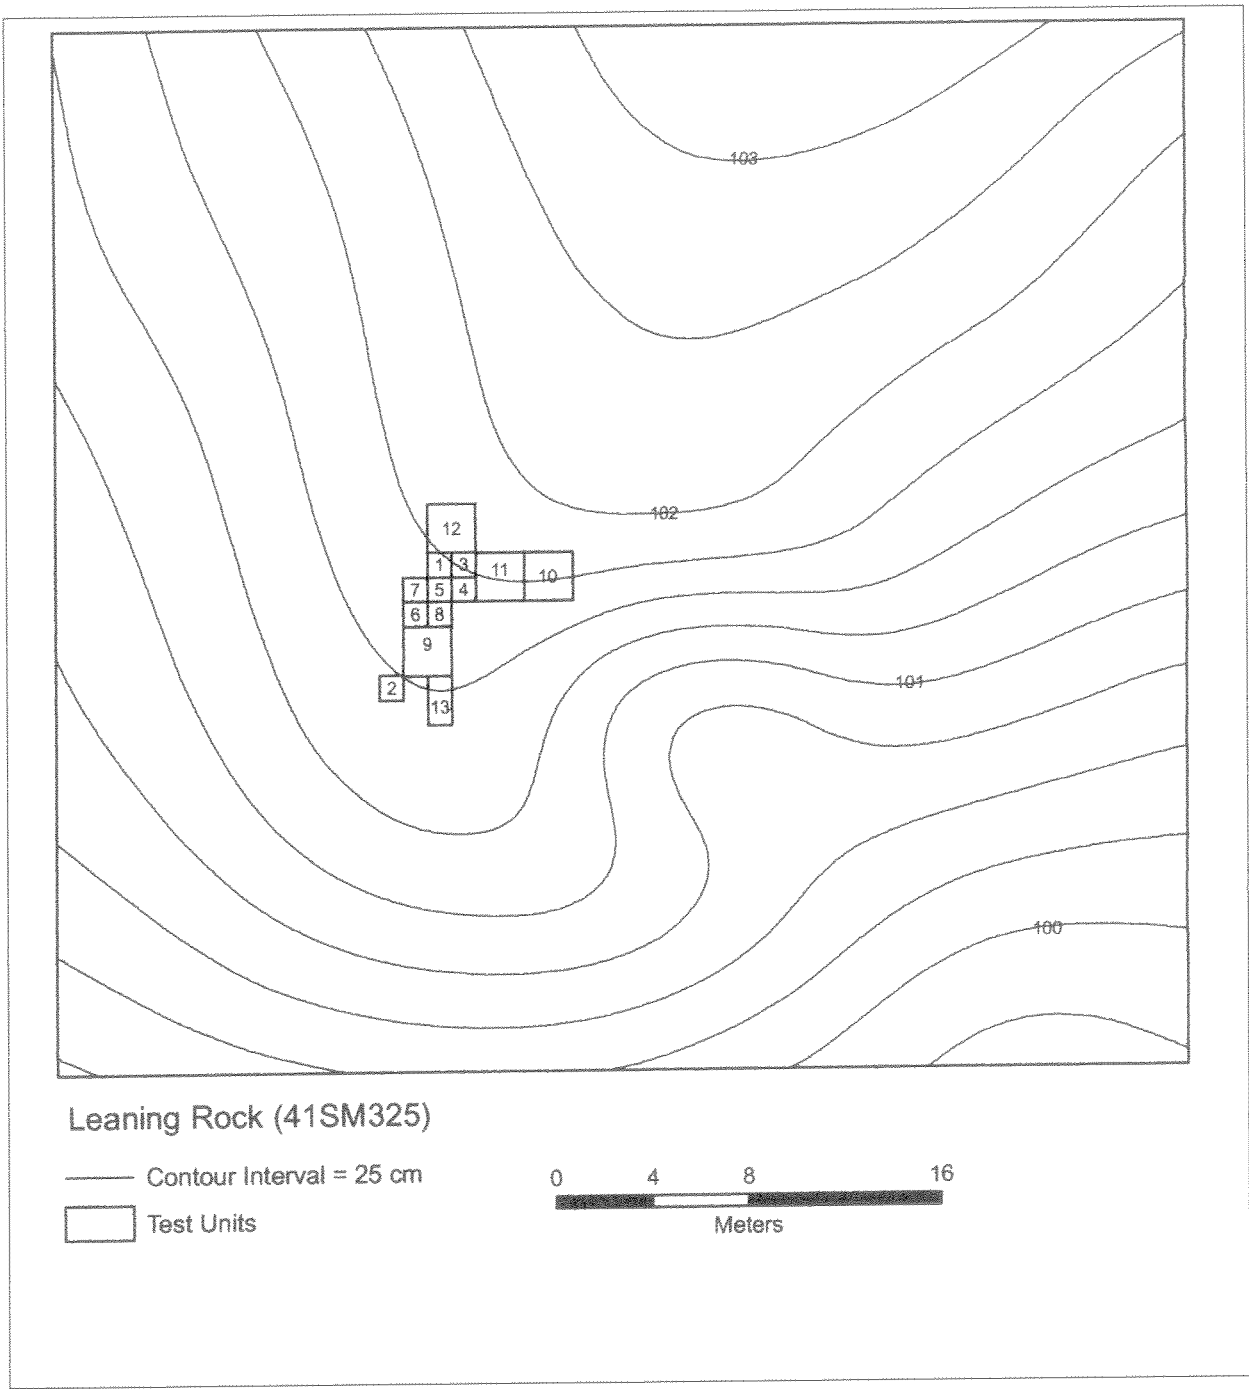 103
102
12
1 3 11 10
7 5 4
6 8
9
2 13
101
100
Leaning Rock (41SM325)
Contour Interval = 25 cm
Test Units
0 4 8 16
Meters